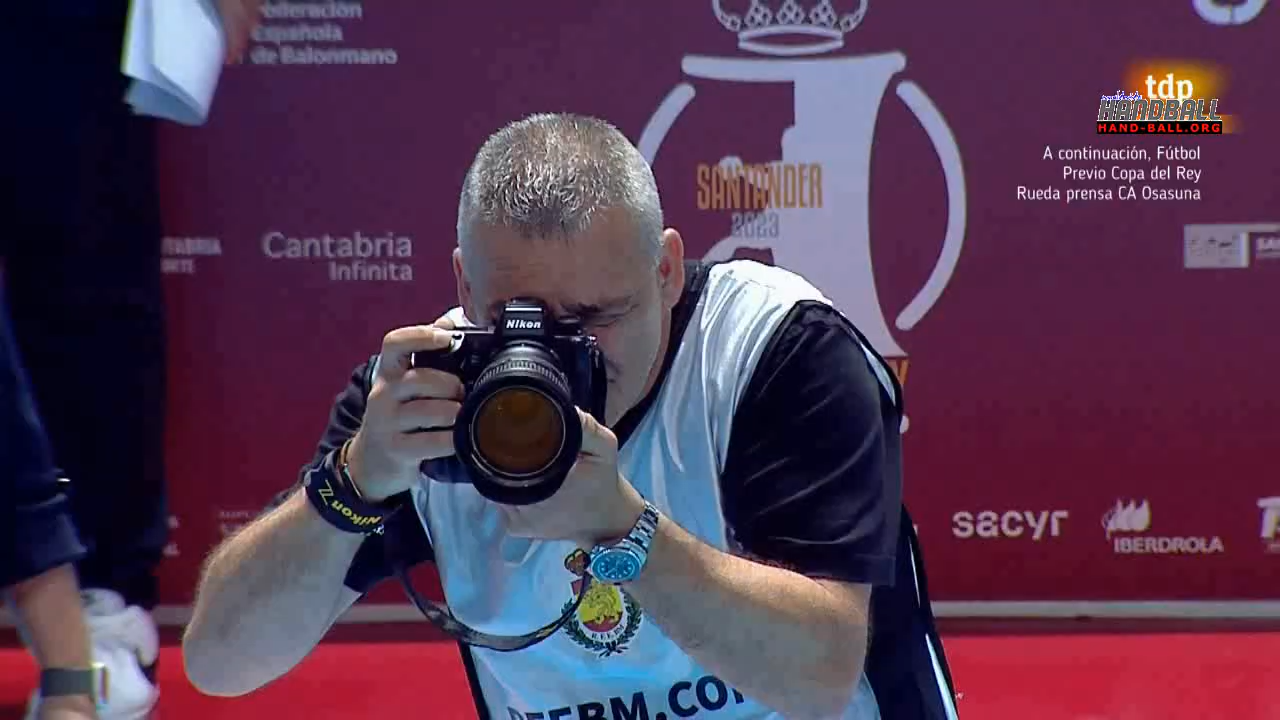 Federación
Española
de Balonmano
tdp
HANDBALL
HAND-BALL.ORG
A continuación, Fútbol
Previo Copa del Rey
Rueda prensa CA Osasuna
SANTANDER
2023
Cantabria
Infinita
Nikon
Nikon
sacyr
IBERDROLA